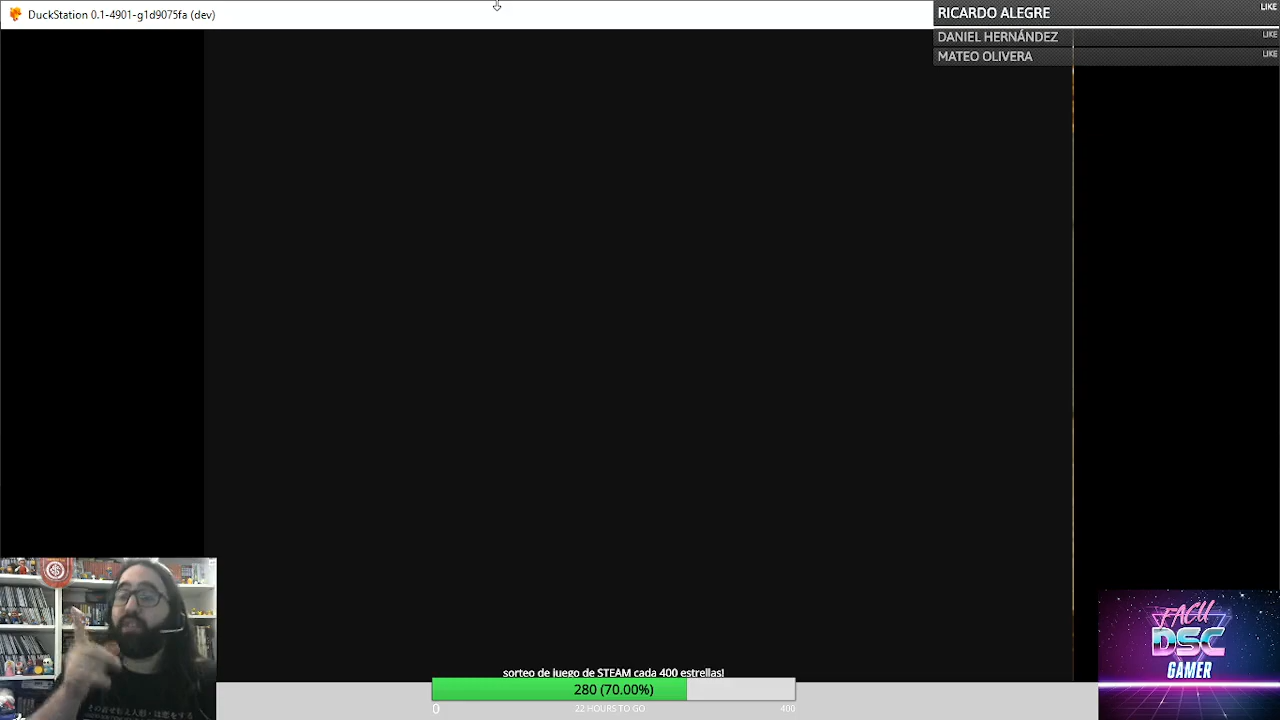 DuckStation 0.1-4901-g1d9075fa (dev)
RICARDO ALEGRE LIKE
DANIEL HERNÁNDEZ LIKE
MATEO OLIVERA LIKE
sorteo de juego de STEAM cada 400 estrellas!
280 (70.00%)
0 22 HOURS TO GO 400
FACU
DSC
GAMER